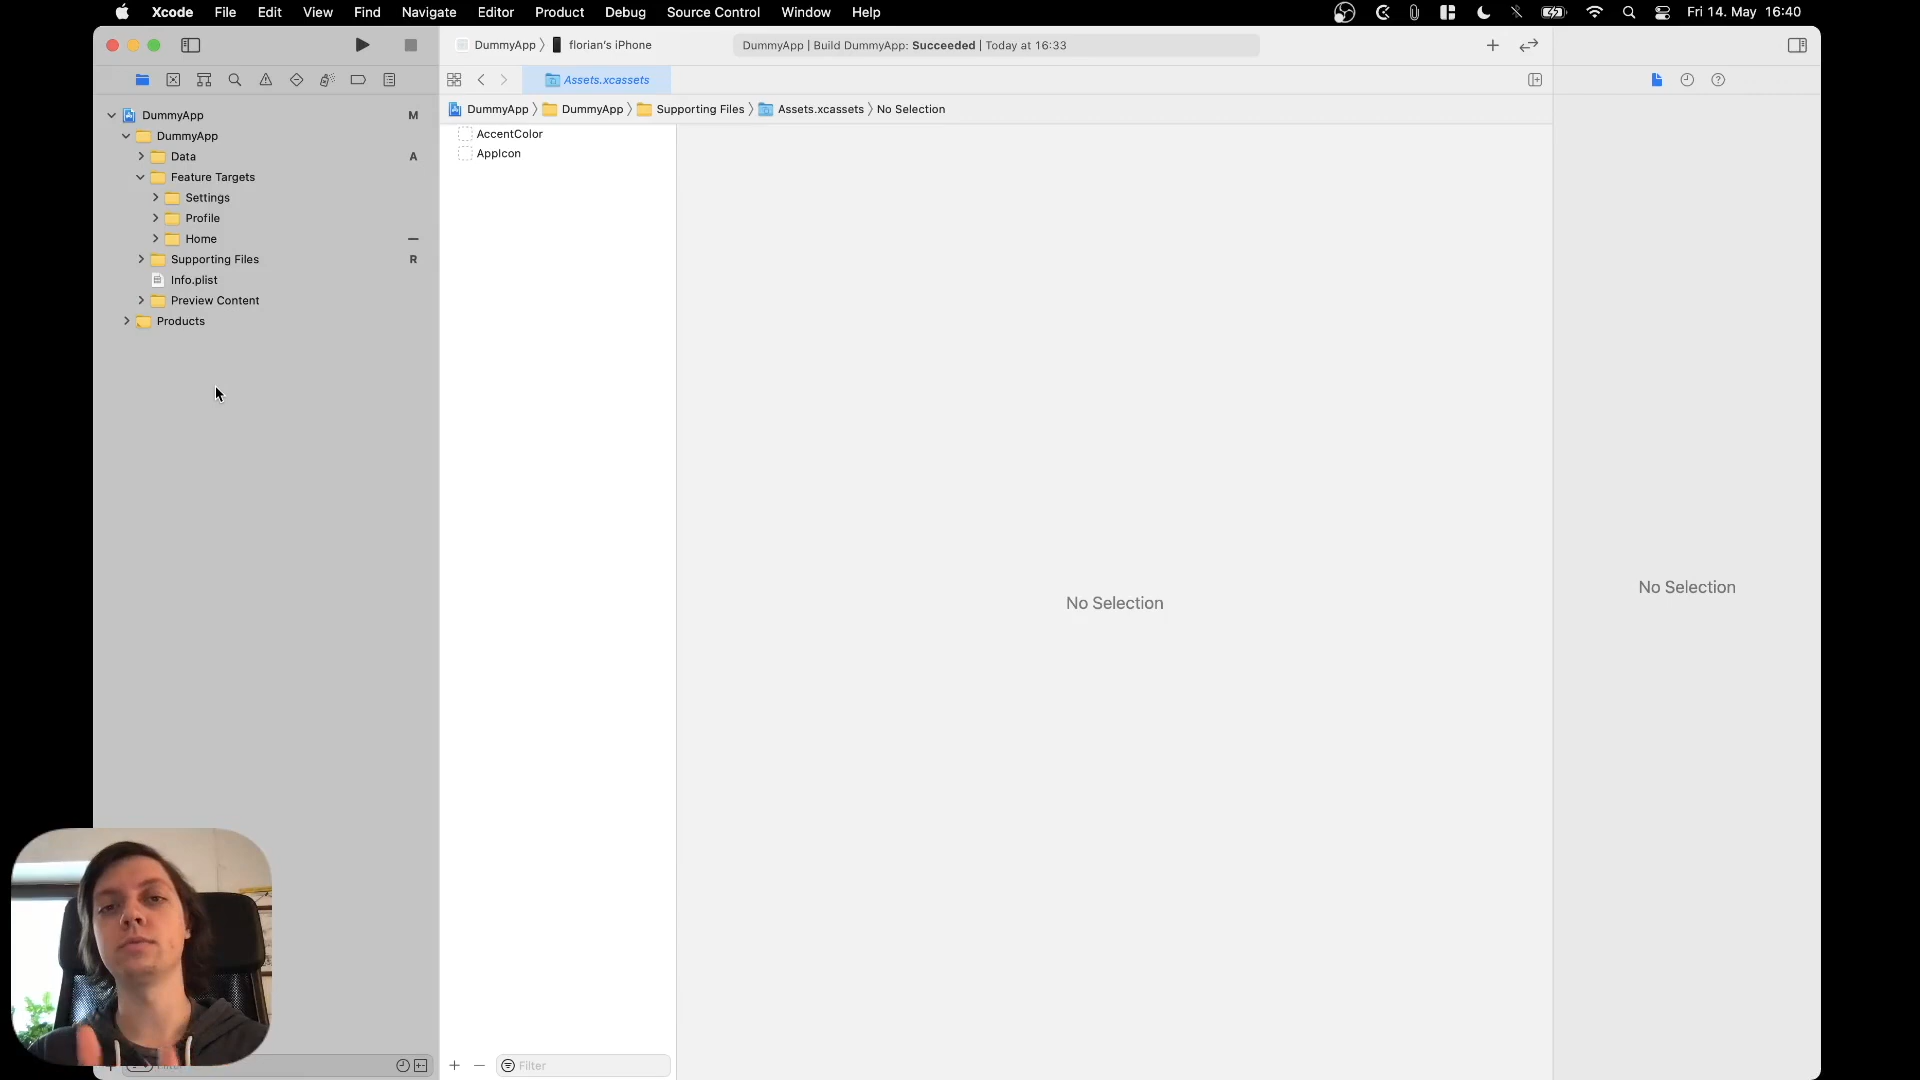 Xcode File Edit View Find Navigate Editor Product Debug Source Control Window Help Fri 14. May 16:40
DummyApp florian's iPhone DummyApp | Build DummyApp: Succeeded | Today at 16:33
Assets.xcassets
DummyApp DummyApp Supporting Files Assets.xcassets No Selection
DummyApp M
DummyApp
Data A
Feature Targets
Settings
Profile
Home
Supporting Files R
Info.plist
Preview Content
Products
AccentColor
AppIcon
No Selection
No Selection
Filter